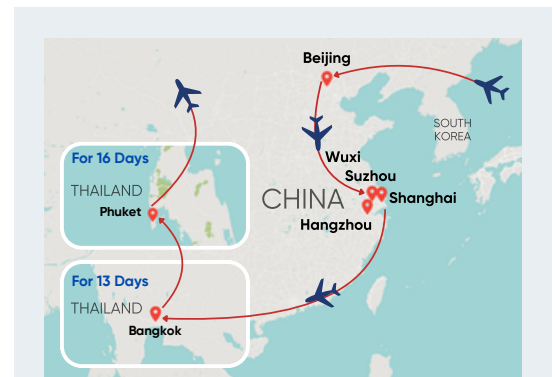 Beijing
SOUTH
KOREA
Wuxi
Suzhou
CHINA
Shanghai
Hangzhou
For 16 Days
THAILAND
Phuket
For 13 Days
THAILAND
Bangkok